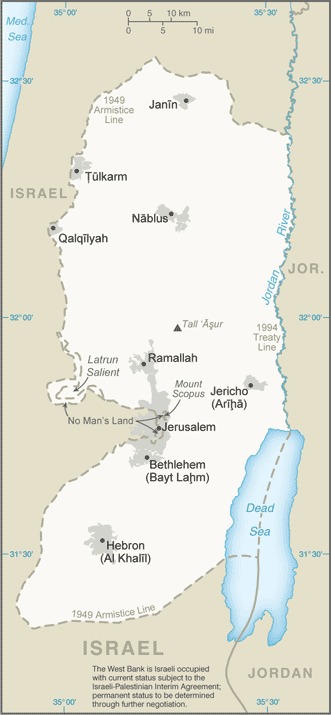 35°00'
35°30'
0 5 10 km
0 5 10 mi
Med.
Sea
32°30'
32°30'
1949
Armistice
Line
Janīn
Ţūlkarm
ISRAEL
Nāblus
Qalqīlyah
Jordan River
JOR.
32°00'
32°00'
Tall ‘Āşur
1994
Treaty
Line
Latrun
Salient
Ramallah
Mount
Scopus
Jericho
(Arīḩā)
No Man's Land
Jerusalem
Bethlehem
(Bayt Laḩm)
Dead
Sea
31°30'
31°30'
Hebron
(Al Khalīl)
1949 Armistice Line
ISRAEL
The West Bank is Israeli occupied
with current status subject to the
Israeli-Palestinian Interim Agreement;
permanent status to be determined
through further negotiation.
JORDAN
35°00'
35°30'